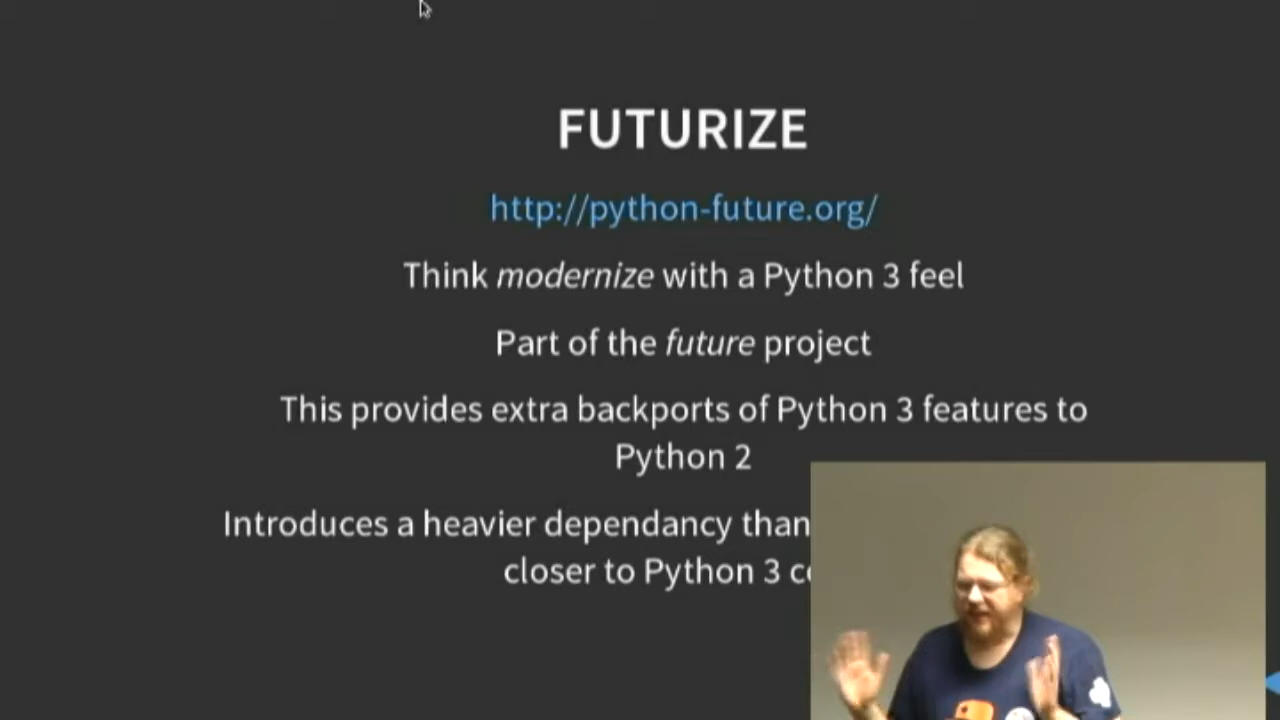 FUTURIZE
http://python-future.org/
Think modernize with a Python 3 feel
Part of the future project
This provides extra backports of Python 3 features to
Python 2
Introduces a heavier dependancy than
closer to Python 3